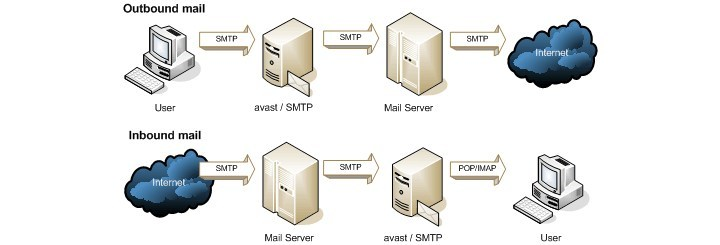 Outbound mail
SMTP
SMTP
SMTP
Internet
User
avast / SMTP
Mail Server
Inbound mail
Internet
SMTP
SMTP
POP/IMAP
Mail Server
avast / SMTP
User